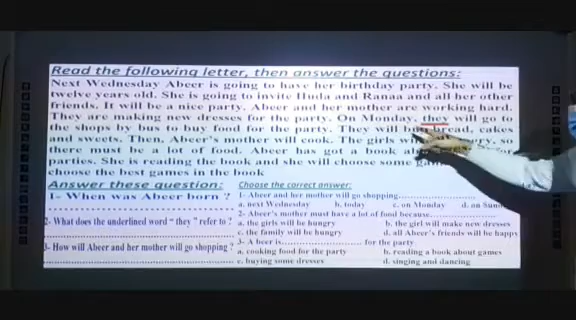 Read the following letter, then answer the questions:
Next Wednesday Abeer is going to have her birthday party. She will be
twelve years old. She is going to invite Huda and Ranaa and all her other
friends. It will be a nice party. Abeer and her mother are working hard.
They are making new dresses for the party. On Monday, they will go to
the shops by bus to buy food for the party. They will buy bread, cakes
and sweets. Then, Abeer's mother will cook. The girls so
there must be a lot of food. Abeer has got a book
parties. She is reading the book and she will choose some
choose the best games in the book
Answer these question:
Choose the correct answer:
1- When was Abeer born ?
1- Abeer and her mother will go shopping
a. next Wednesday b. today c. on Monday d. on
2- Abeer's mother must have a lot of food because
2- What does the underlined word " they " refer to ?
a. the girls will be hungry b. the girl will make new dresses
c. the family will be hungry d. all Abeer's friends will be happy
3- How will Abeer and her mother will go shopping ?
3- A beer is for the party
a. cooking food for the party b. reading a book about games
c. buying some dresses d. singing and dancing